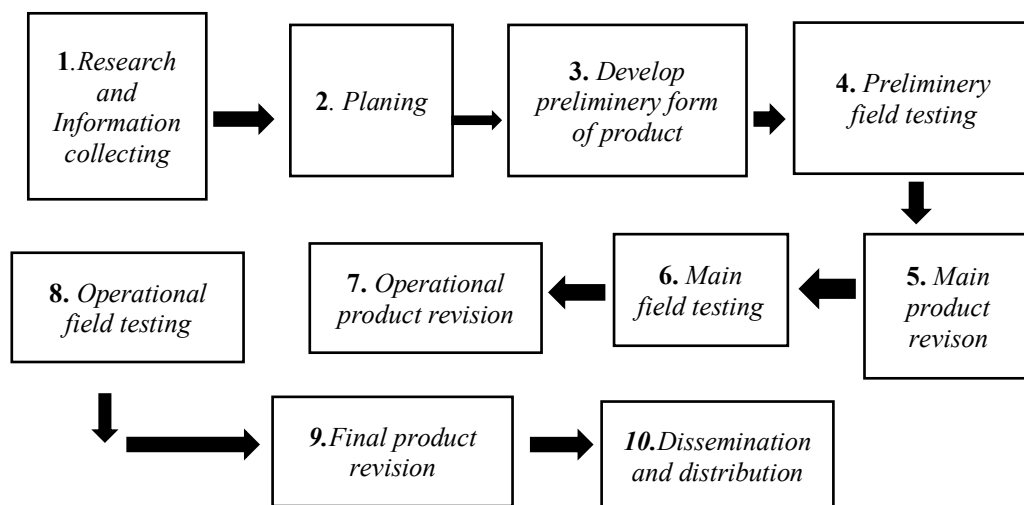 1.Research
and
Information
collecting
2. Planing
3. Develop
preliminery form
of product
4. Preliminery
field testing
5. Main
product
revison
6. Main
field testing
7. Operational
product revision
8. Operational
field testing
9.Final product
revision
10.Dissemination
and distribution